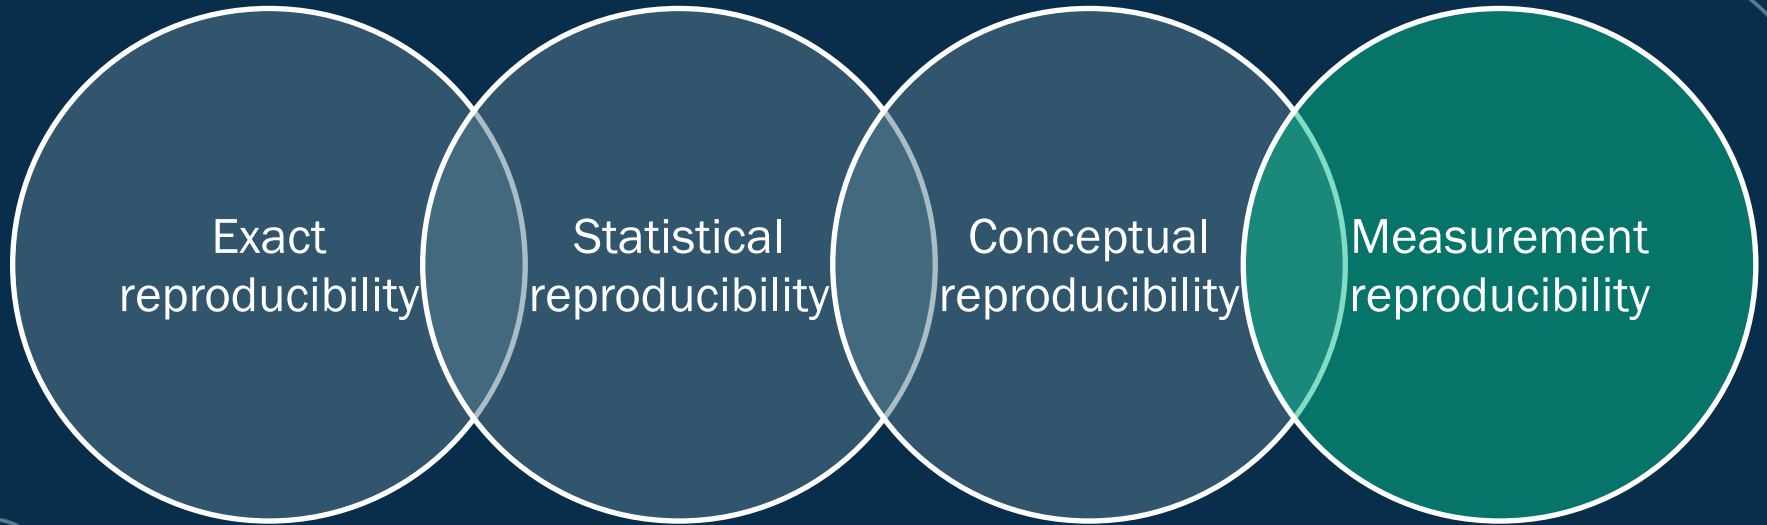 Exact
reproducibility
Statistical
reproducibility
Conceptual
reproducibility
Measurement
reproducibility